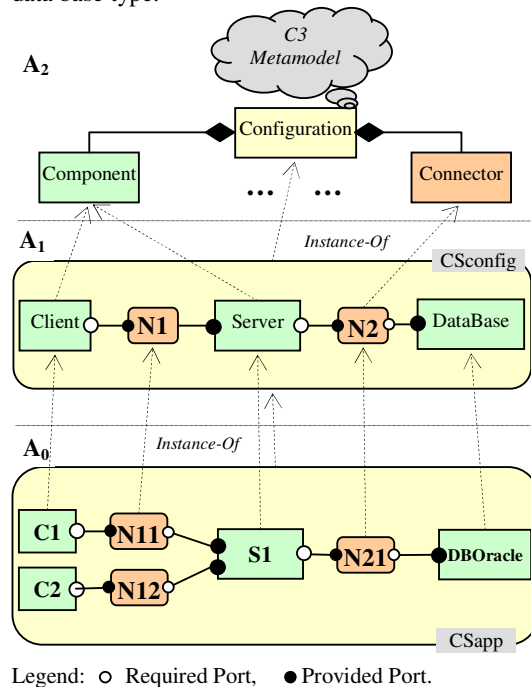 data base type.
C3
Metamodel
A2
Configuration
Component
Connector
... ...
A1
Instance-Of
CSconfig
Client
N1
Server
N2
DataBase
A0
Instance-Of
C1
N11
S1
N21
DBOracle
C2
N12
CSapp
Legend: Required Port, Provided Port.